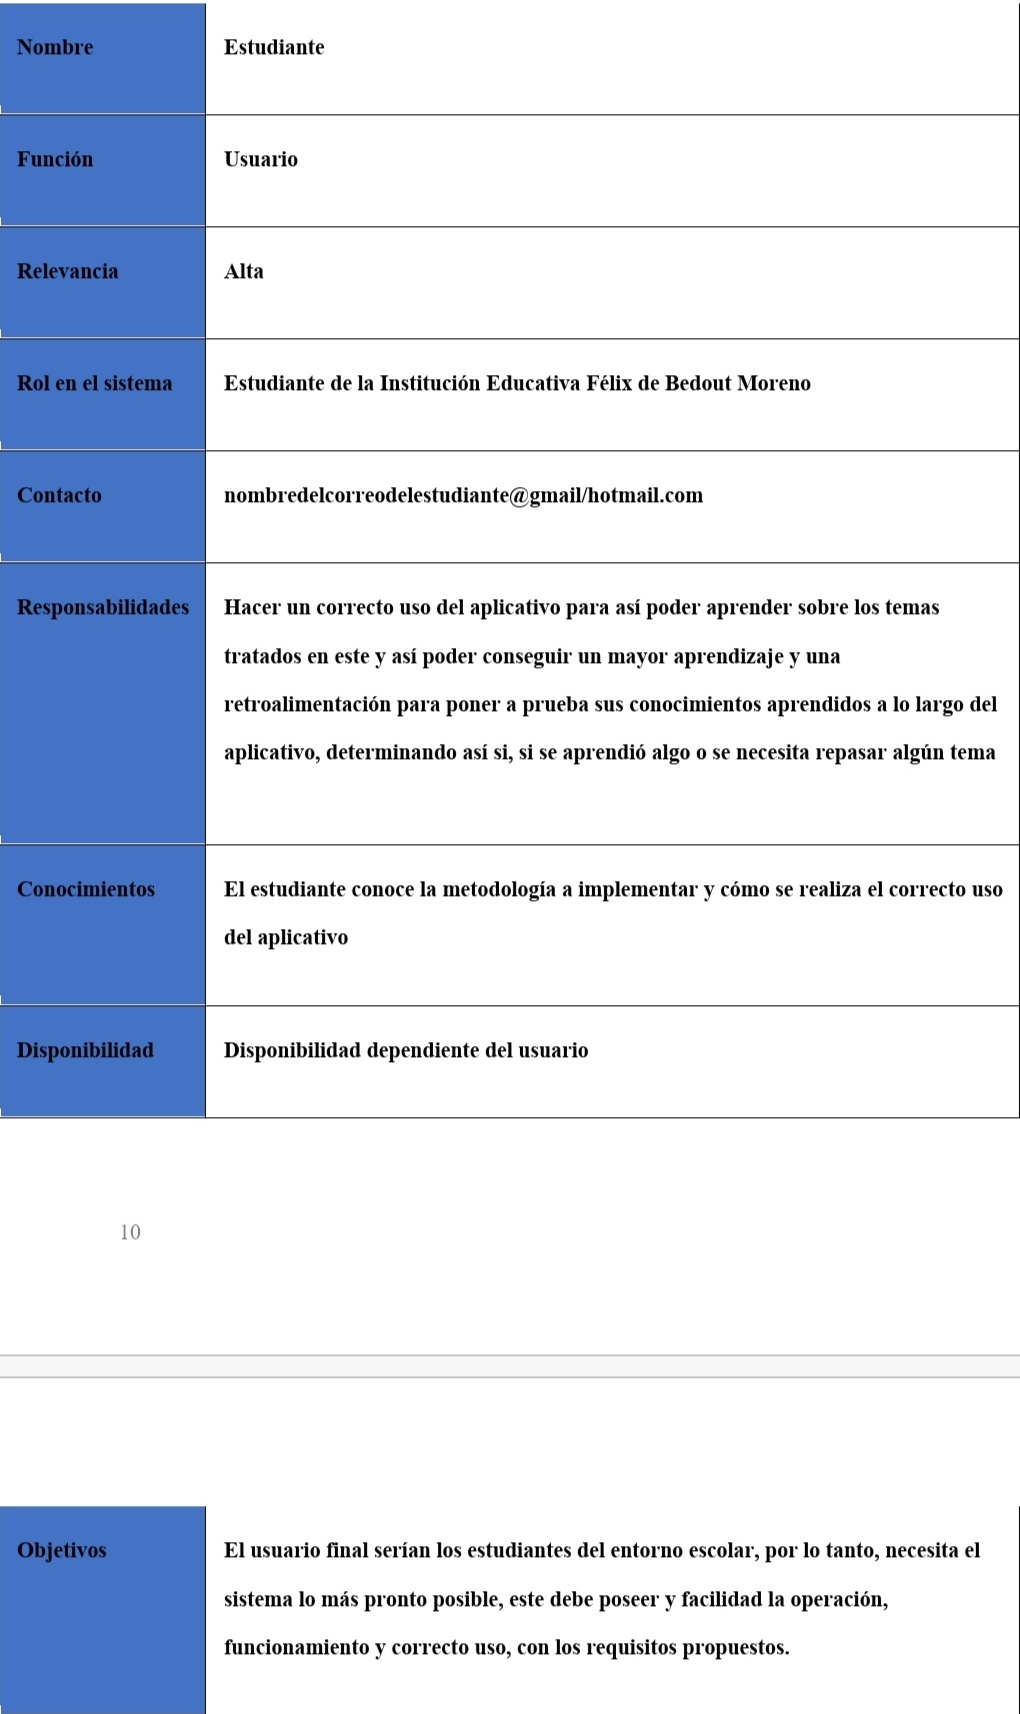 Nombre
Estudiante
Función
Usuario
Relevancia
Alta
Rol en el sistema
Estudiante de la Institución Educativa Félix de Bedout Moreno
Contacto
nombredelcorreodelestudiante@gmail/hotmail.com
Responsabilidades
Hacer un correcto uso del aplicativo para así poder aprender sobre los temas
tratados en este y así poder conseguir un mayor aprendizaje y una
retroalimentación para poner a prueba sus conocimientos aprendidos a lo largo del
aplicativo, determinando así si, si se aprendió algo o se necesita repasar algún tema
Conocimientos
El estudiante conoce la metodología a implementar y cómo se realiza el correcto uso
del aplicativo
Disponibilidad
Disponibilidad dependiente del usuario
10
Objetivos
El usuario final serían los estudiantes del entorno escolar, por lo tanto, necesita el
sistema lo más pronto posible, este debe poseer y facilidad la operación,
funcionamiento y correcto uso, con los requisitos propuestos.